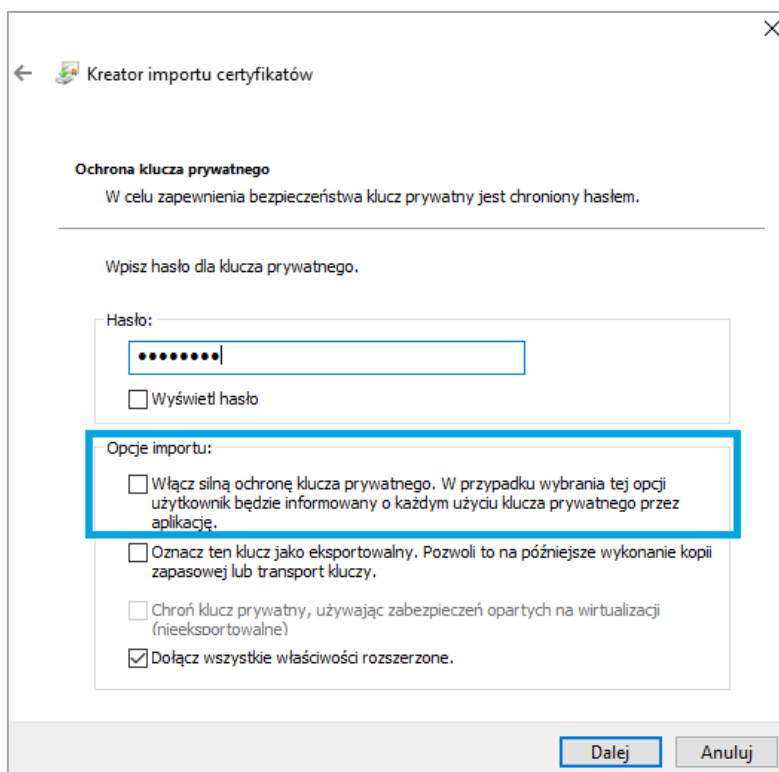 Kreator importu certyfikatów
Ochrona klucza prywatnego
W celu zapewnienia bezpieczeństwa klucz prywatny jest chroniony hasłem.
Wpisz hasło dla klucza prywatnego.
Hasło:
••••••••
Wyświetl hasło
Opcje importu:
Włącz silną ochronę klucza prywatnego. W przypadku wybrania tej opcji
użytkownik będzie informowany o każdym użyciu klucza prywatnego przez
aplikację.
Oznacz ten klucz jako eksportowalny. Pozwoli to na późniejsze wykonanie kopii
zapasowej lub transport kluczy.
Chroń klucz prywatny, używając zabezpieczeń opartych na wirtualizacji
(nieeksportowalne)
Dołącz wszystkie właściwości rozszerzone.
Dalej
Anuluj